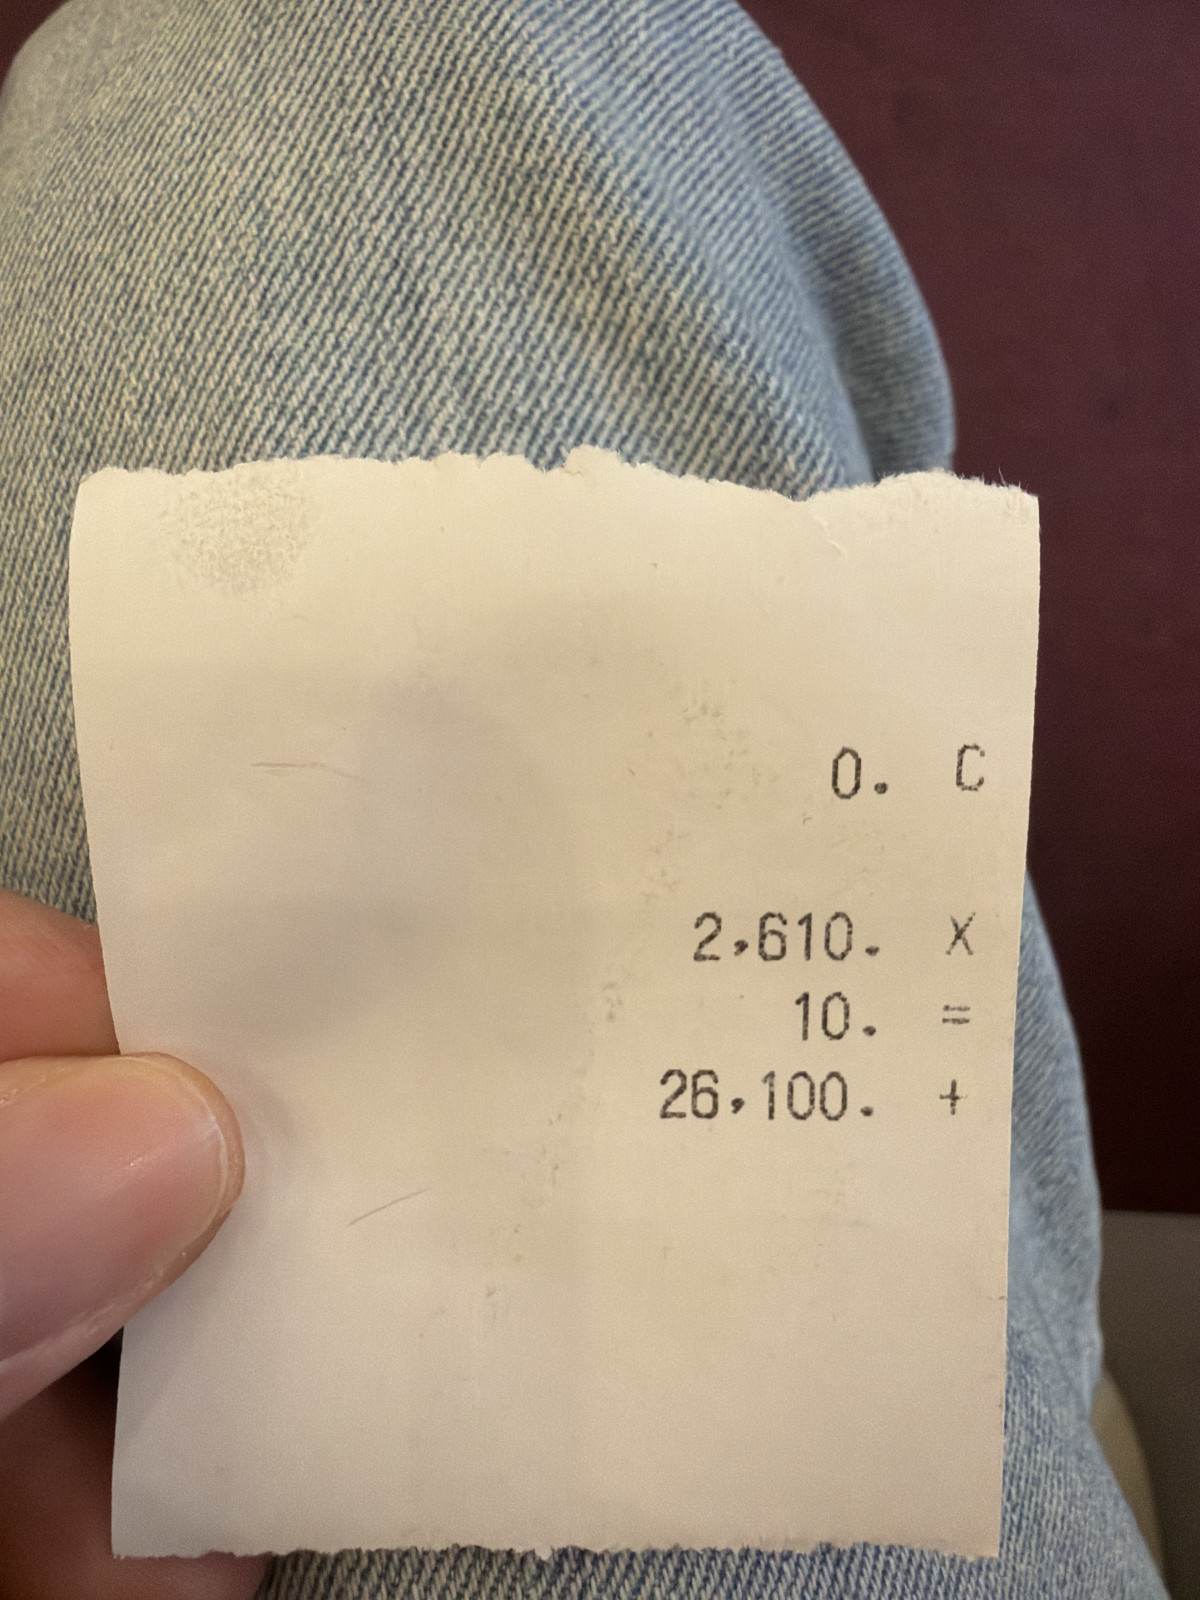 0. C
2,610. X
10. =
26,100. +